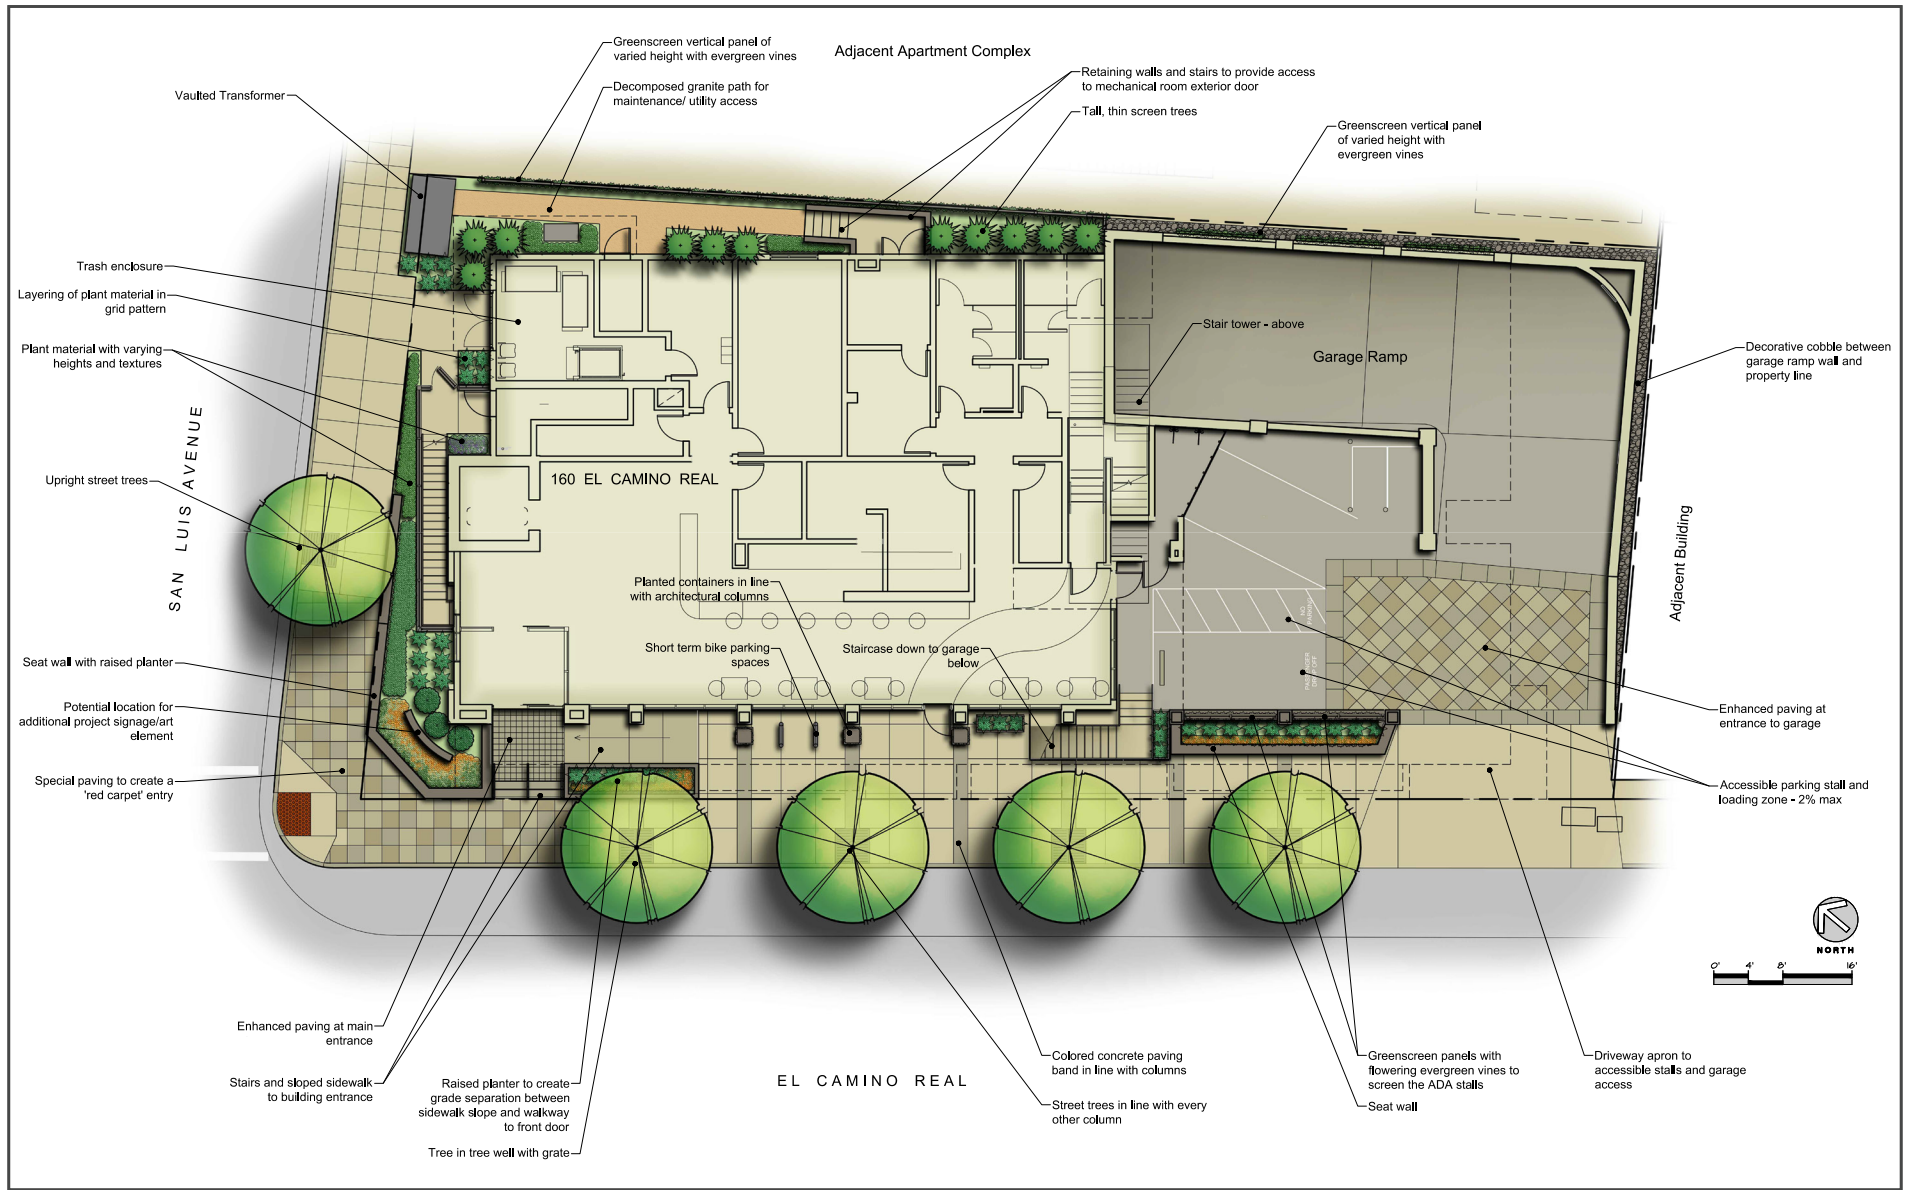 Greenscreen vertical panel of
varied height with evergreen vines
Adjacent Apartment Complex
Retaining walls and stairs to provide access
to mechanical room exterior door
Decomposed granite path for
maintenance/ utility access
Vaulted Transformer
Tall, thin screen trees
Greenscreen vertical panel
of varied height with
evergreen vines
Trash enclosure
Layering of plant material in
grid pattern
Plant material with varying
heights and textures
Stair tower - above
Garage Ramp
Decorative cobble between
garage ramp wall and
property line
SAN LUIS AVENUE
Upright street trees
160 EL CAMINO REAL
Adjacent Building
Planted containers in line
with architectural columns
Short term bike parking
spaces
Staircase down to garage
below
NO
PARKING
PASSENGER
DROP OFF
Seat wall with raised planter
Potential location for
additional project signage/art
element
Special paving to create a
'red carpet' entry
Enhanced paving at
entrance to garage
Accessible parking stall and
loading zone - 2% max
NORTH
0' 4' 8' 16'
Enhanced paving at main
entrance
Stairs and sloped sidewalk
to building entrance
Raised planter to create
grade separation between
sidewalk slope and walkway
to front door
Tree in tree well with grate
EL CAMINO REAL
Colored concrete paving
band in line with columns
Street trees in line with every
other column
Greenscreen panels with
flowering evergreen vines to
screen the ADA stalls
Seat wall
Driveway apron to
accessible stalls and garage
access